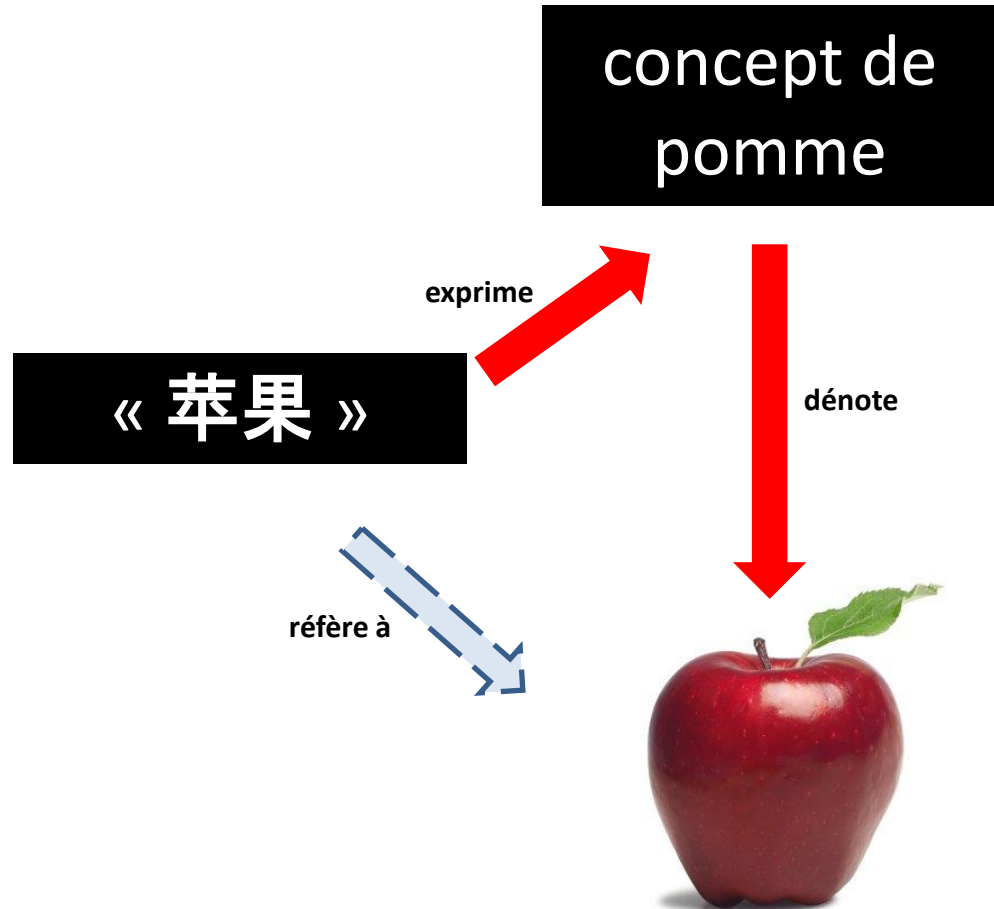 concept de
pomme
exprime
« 苹果 »
dénote
réfère à